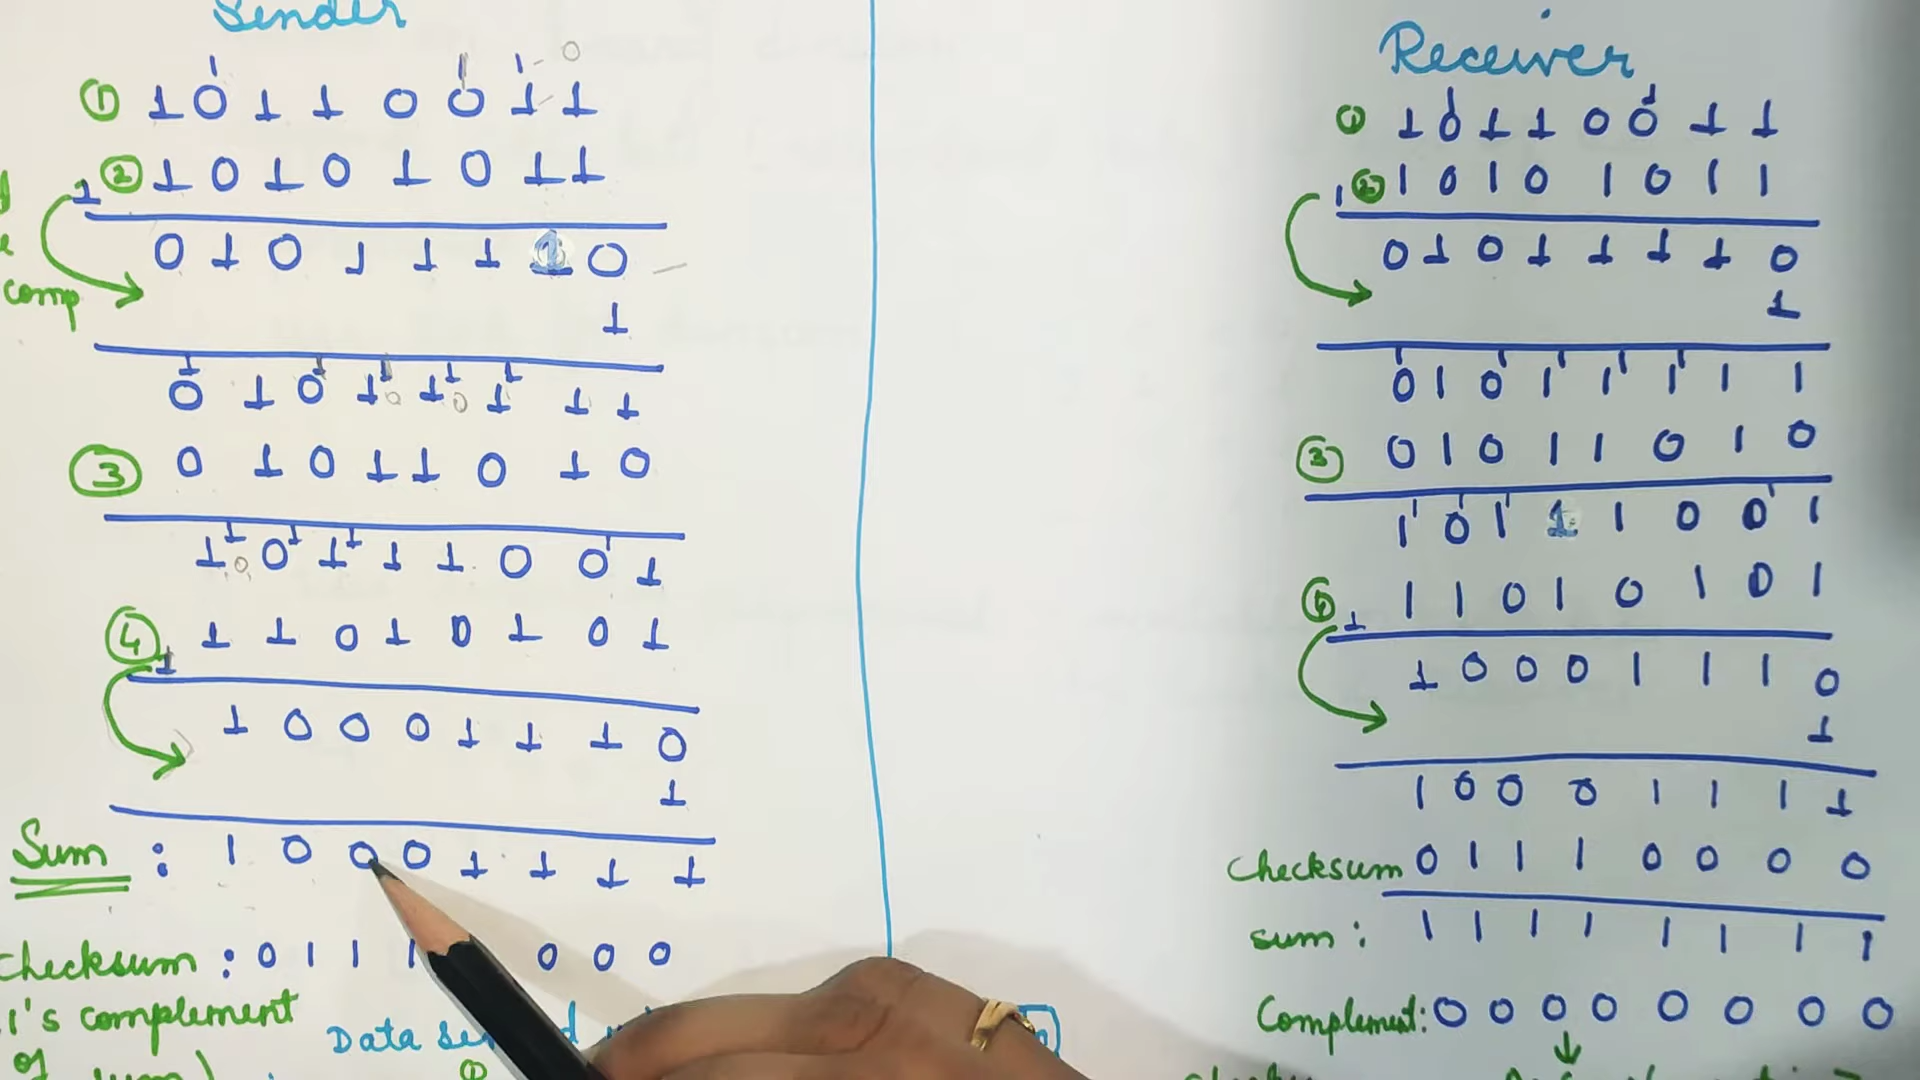 Sender
① 1 0 1 1 0 0 1 1
② 1 0 1 0 1 0 1 1
1
0 1 0 1 1 1 1 0
comp
1
0 1 0 1 1 1 1 1
③ 0 1 0 1 1 0 1 0
1 0 1 1 1 0 0 1
④ 1 1 0 1 0 1 0 1
1
1 0 0 0 1 1 1 0
1
Sum : 1 0 0 0 1 1 1 1
Checksum : 0 1 1 1 0 0 0
1's complement
of sum)
Data
①
Receiver
① 1 0 1 1 0 0 1 1
② 1 0 1 0 1 0 1 1
1
0 1 0 1 1 1 1 0
1
0 1 0 1 1 1 1 1
③ 0 1 0 1 1 0 1 0
1 0 1 1 1 0 0 1
1 1 0 1 0 1 0 1
1
1 0 0 0 1 1 1 0
1
1 0 0 0 1 1 1 1
Checksum 0 1 1 1 0 0 0 0
sum : 1 1 1 1 1 1 1 1
Complement: 0 0 0 0 0 0 0 0